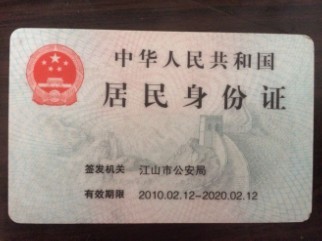 中华人民共和国
居民身份证
签发机关 江山市公安局
有效期限 2010.02.12-2020.02.12